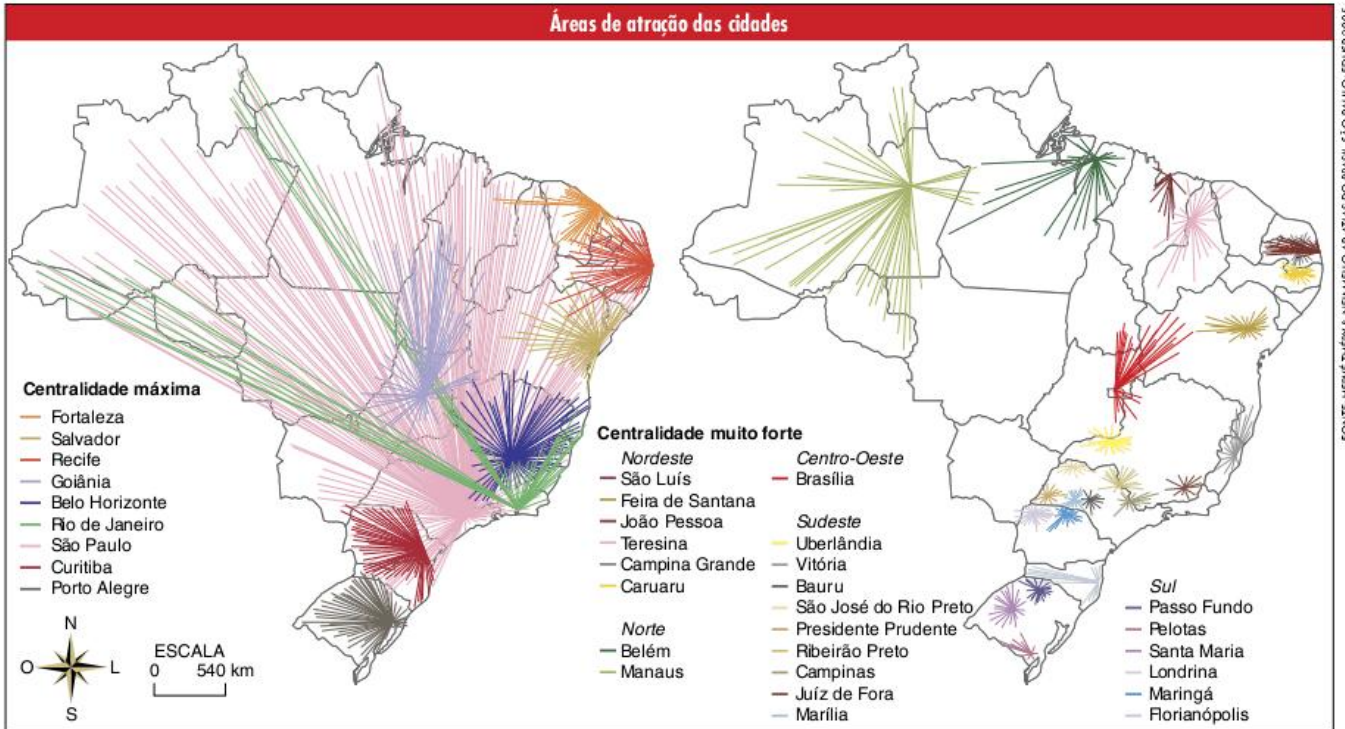 Áreas de atração das cidades
Centralidade máxima
Fortaleza
Salvador
Recife
Goiânia
Belo Horizonte
Rio de Janeiro
São Paulo
Curitiba
Porto Alegre
N
O
L
S
ESCALA
0 540 km
Centralidade muito forte
Nordeste
São Luís
Feira de Santana
João Pessoa
Teresina
Campina Grande
Caruaru
Norte
Belém
Manaus
Centro-Oeste
Brasília
Sudeste
Uberlândia
Vitória
Bauru
São José do Rio Preto
Presidente Prudente
Ribeirão Preto
Campinas
Juíz de Fora
Marília
Sul
Passo Fundo
Pelotas
Santa Maria
Londrina
Maringá
Florianópolis